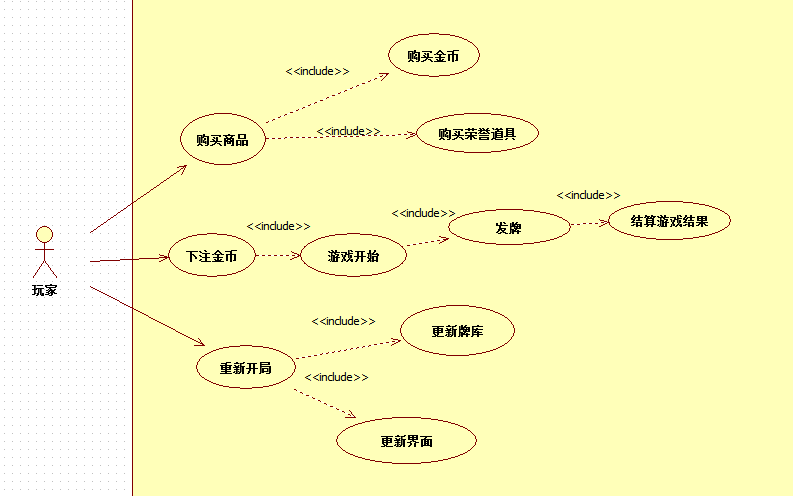 购买金币
<<include>>
购买商品
<<include>>
购买荣誉道具
<<include>>
结算游戏结果
<<include>>
发牌
<<include>>
下注金币
游戏开始
玩家
<<include>>
更新牌库
重新开局
<<include>>
更新界面